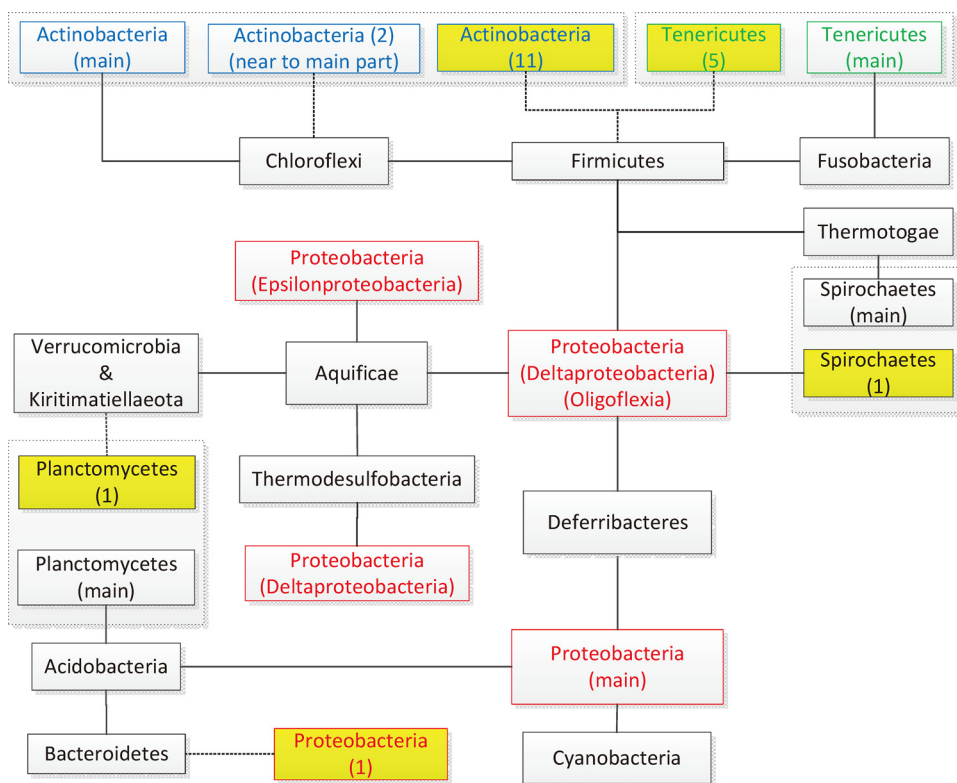 Actinobacteria
(main)
Actinobacteria (2)
(near to main part)
Actinobacteria
(11)
Tenericutes
(5)
Tenericutes
(main)
Chloroflexi
Firmicutes
Fusobacteria
Thermotogae
Proteobacteria
(Epsilonproteobacteria)
Spirochaetes
(main)
Verrucomicrobia
&
Kiritimatiellaeota
Aquificae
Proteobacteria
(Deltaproteobacteria)
(Oligoflexia)
Spirochaetes
(1)
Planctomycetes
(1)
Thermodesulfobacteria
Deferribacteres
Planctomycetes
(main)
Proteobacteria
(Deltaproteobacteria)
Acidobacteria
Proteobacteria
(main)
Bacteroidetes
Proteobacteria
(1)
Cyanobacteria